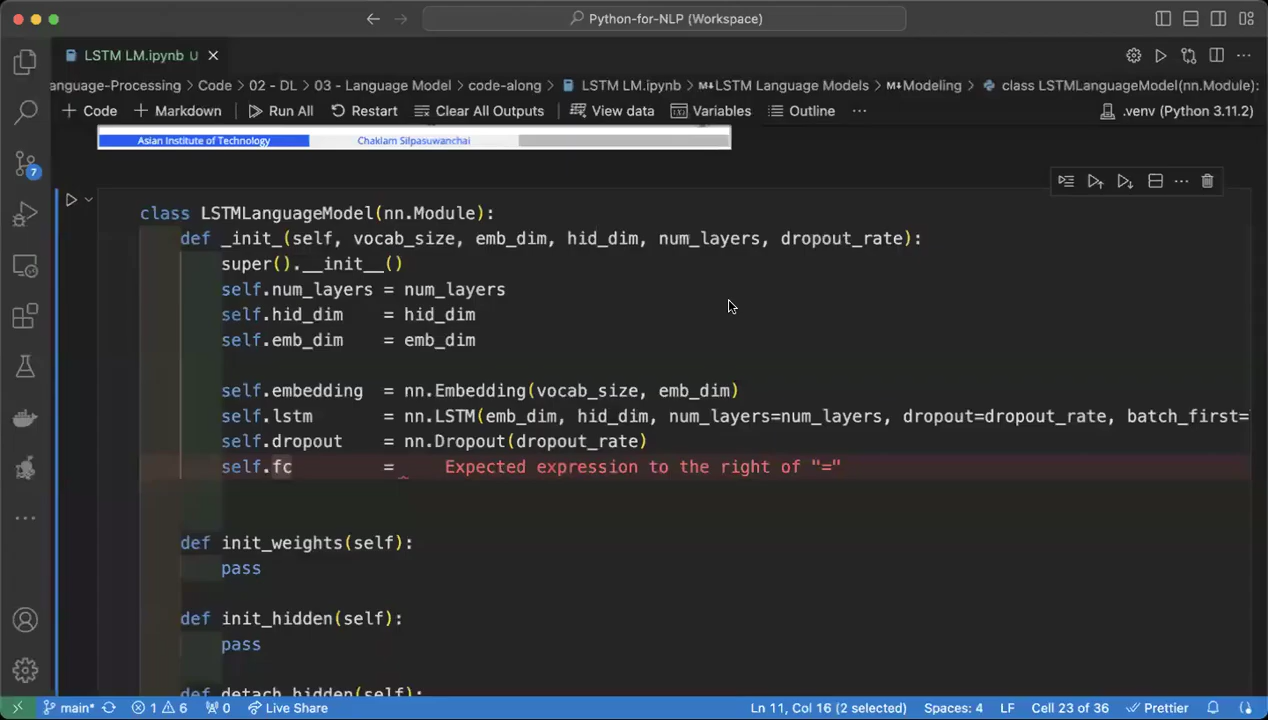 Python-for-NLP (Workspace)
LSTM LM.ipynb U
anguage-Processing > Code > 02 - DL > 03 - Language Model > code-along > LSTM LM.ipynb > M↓LSTM Language Models > M↓Modeling > class LSTMLanguageModel(nn.Module):
+ Code + Markdown Run All Restart Clear All Outputs View data Variables Outline ... .venv (Python 3.11.2)
Asian Institute of Technology Chaklam Silpasuwanchai
class LSTMLanguageModel(nn.Module):
def _init_(self, vocab_size, emb_dim, hid_dim, num_layers, dropout_rate):
super().__init__()
self.num_layers = num_layers
self.hid_dim = hid_dim
self.emb_dim = emb_dim
self.embedding = nn.Embedding(vocab_size, emb_dim)
self.lstm = nn.LSTM(emb_dim, hid_dim, num_layers=num_layers, dropout=dropout_rate, batch_first=
self.dropout = nn.Dropout(dropout_rate)
self.fc = Expected expression to the right of "="
def init_weights(self):
pass
def init_hidden(self):
pass
def detach_hidden(self):
7
main* 1 6 0 Live Share Ln 11, Col 16 (2 selected) Spaces: 4 LF Cell 23 of 36 Prettier